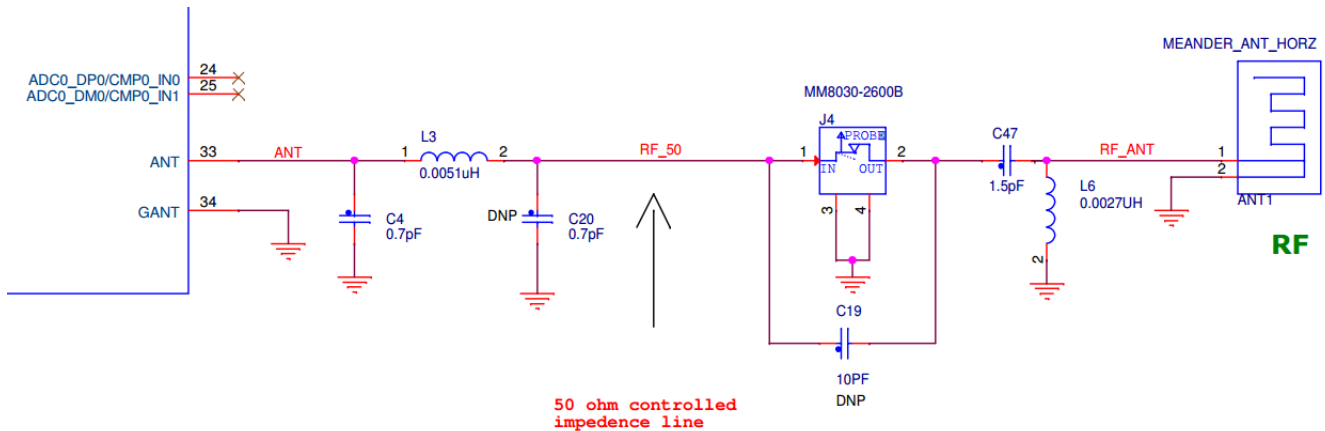 MEANDER_ANT_HORZ
ADC0_DP0/CMP0_IN0
24
ADC0_DM0/CMP0_IN1
25
MM8030-2600B
J4
PROBE
IN
OUT
1
2
3
4
ANT
33
ANT
1
L3
2
0.0051uH
RF_50
C47
1.5pF
RF_ANT
1
2
ANT1
1
L6
0.0027UH
2
GANT
34
C4
0.7pF
DNP
C20
0.7pF
RF
C19
10PF
DNP
50 ohm controlled
impedence line